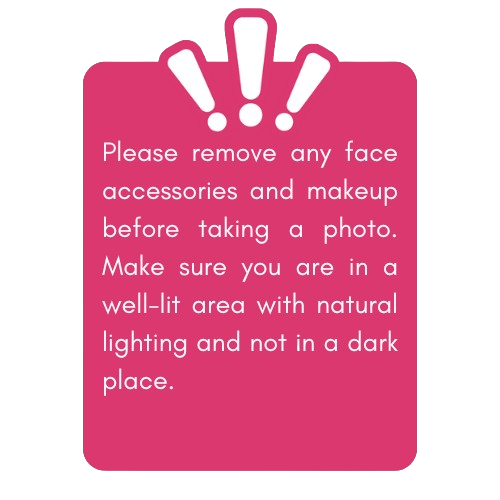 Please remove any face
accessories and makeup
before taking a photo.
Make sure you are in a
well-lit area with natural
lighting and not in a dark
place.